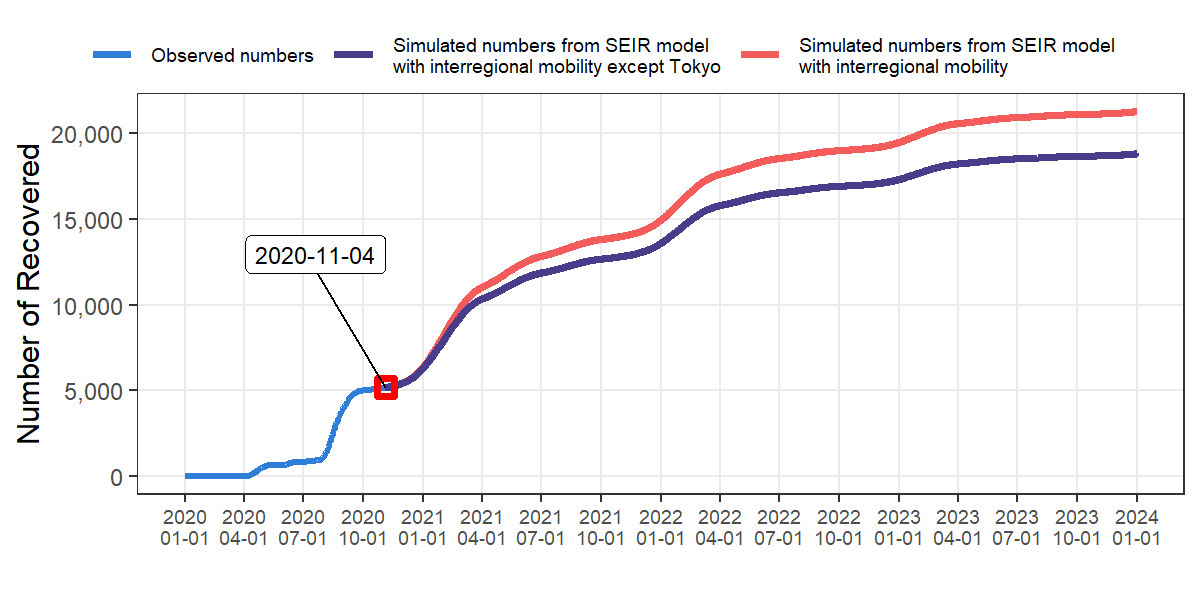 Observed numbers
Simulated numbers from SEIR model
with interregional mobility except Tokyo
Simulated numbers from SEIR model
with interregional mobility
Number of Recovered
20,000
15,000
10,000
5,000
0
2020-11-04
2020 2020 2020 2020 2021 2021 2021 2021 2022 2022 2022 2022 2023 2023 2023 2023 2024
01-01 04-01 07-01 10-01 01-01 04-01 07-01 10-01 01-01 04-01 07-01 10-01 01-01 04-01 07-01 10-01 01-01